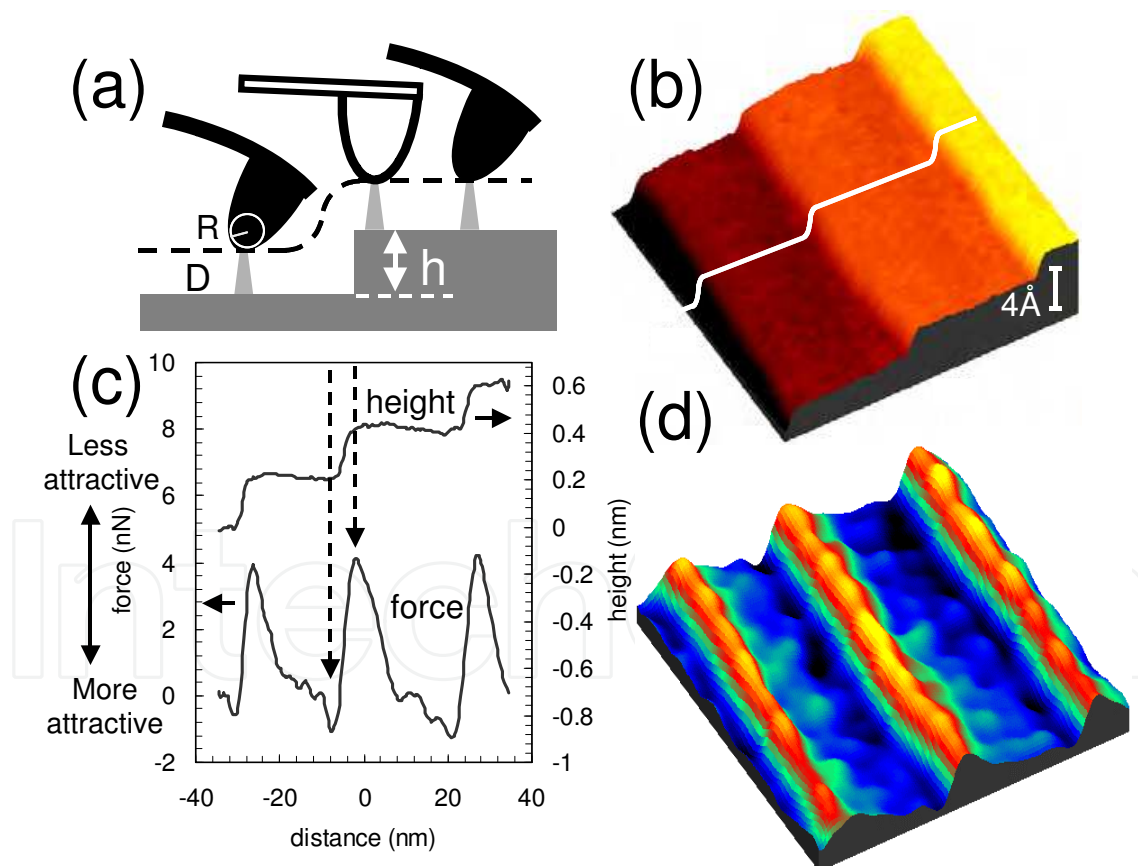 (a)
R
D
h
(b)
4Å
(c)
10
8
6
4
2
0
-2
Less
attractive
More
attractive
force (nN)
height
force
0.6
0.4
0.2
0
-0.2
-0.4
-0.6
-0.8
-1
height (nm)
-40
-20
0
20
40
distance (nm)
(d)
Intech